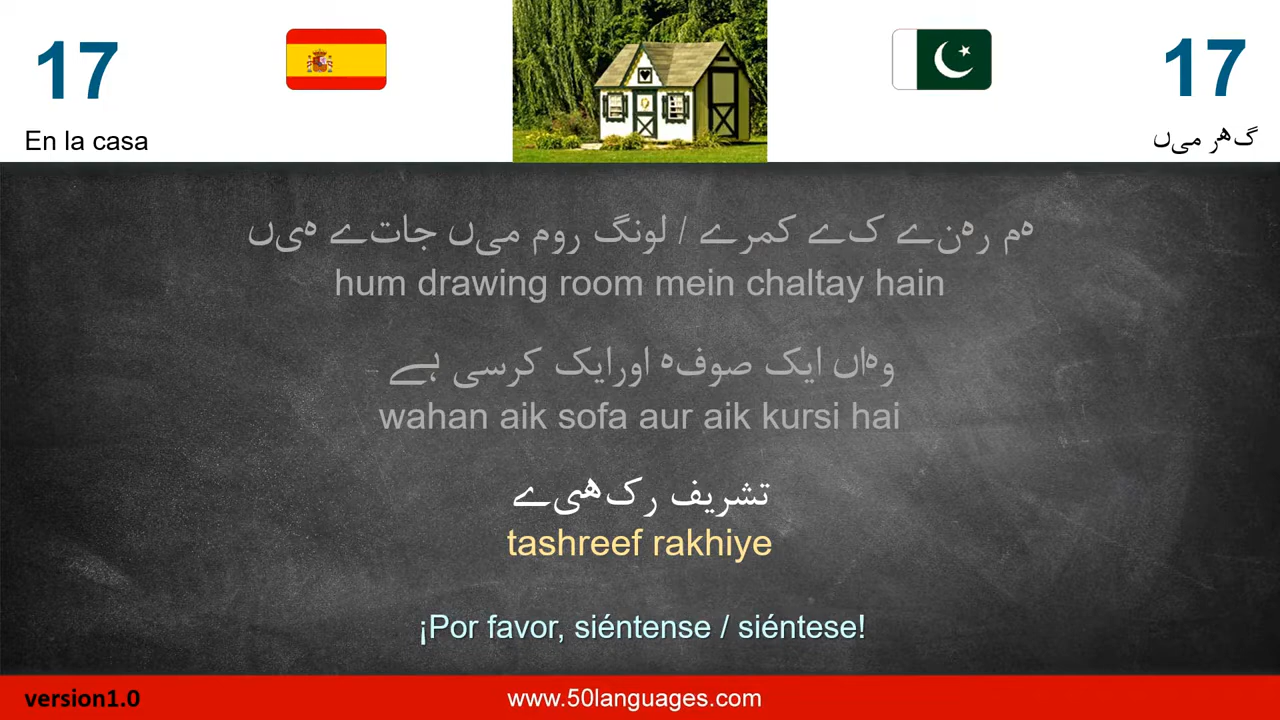 17
17
En la casa
گھر میں
ہم رہنے کے کمرے / لونگ روم میں جاتے ہیں
hum drawing room mein chaltay hain
وہاں ایک صوفہ اورایک کرسی ہے
wahan aik sofa aur aik kursi hai
تشریف رکھیے
tashreef rakhiye
¡Por favor, siéntense / siéntese!
version1.0
www.50languages.com